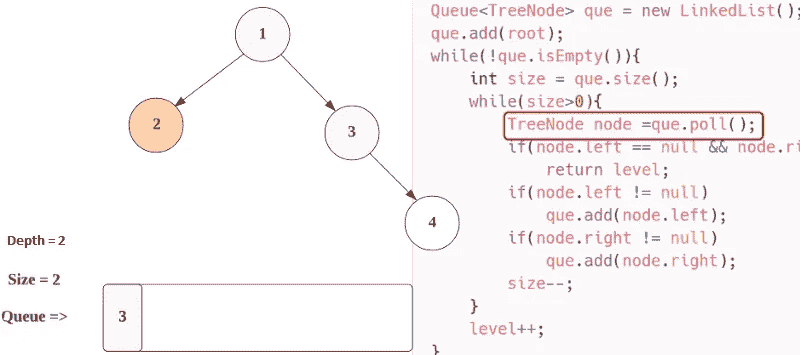 1
2
3
4
Depth = 2
Size = 2
Queue =>
3
Queue<TreeNode> que = new LinkedList();
que.add(root);
while(!que.isEmpty()){
int size = que.size();
while(size>0){
TreeNode node =que.poll();
if(node.left == null && node.ri
return level;
if(node.left != null)
que.add(node.left);
if(node.right != null)
que.add(node.right);
size--;
}
level++;
}